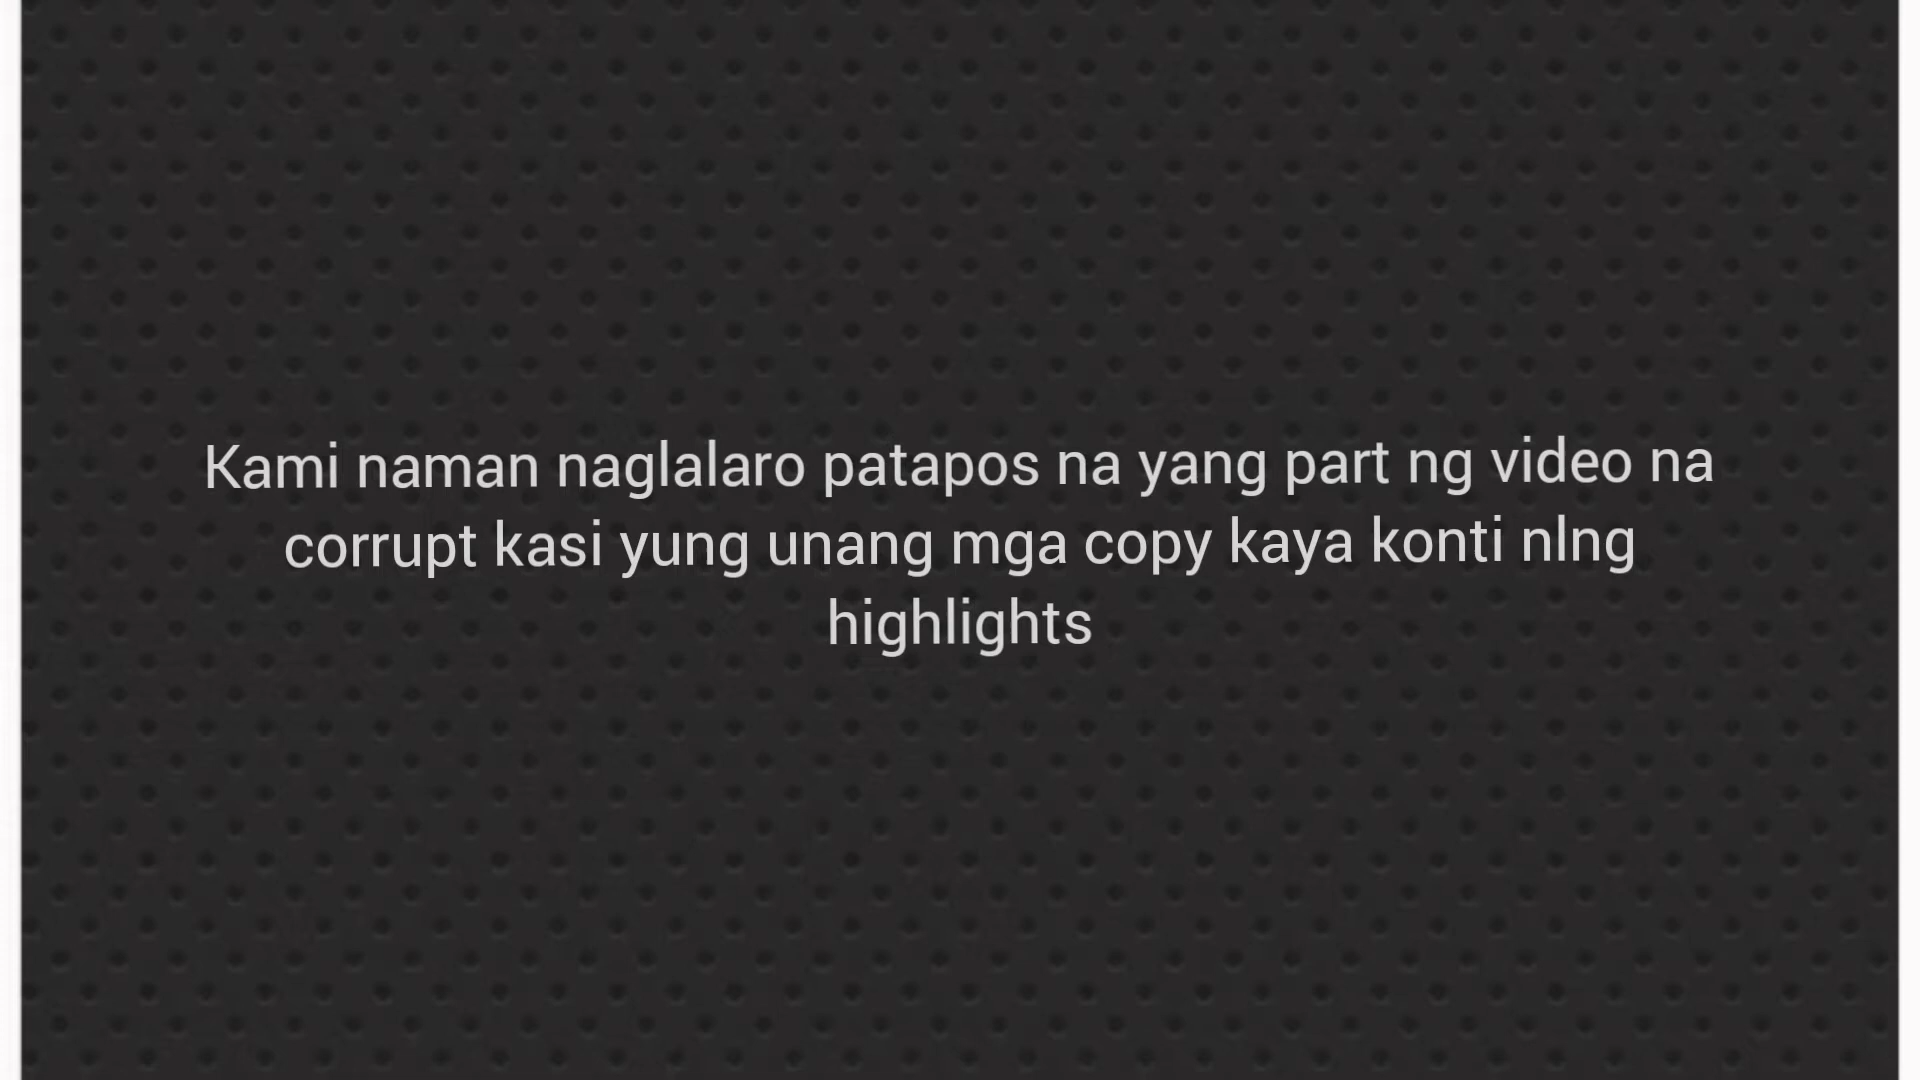 Kami naman naglalaro patapos na yang part ng video na
corrupt kasi yung unang mga copy kaya konti nlng
highlights